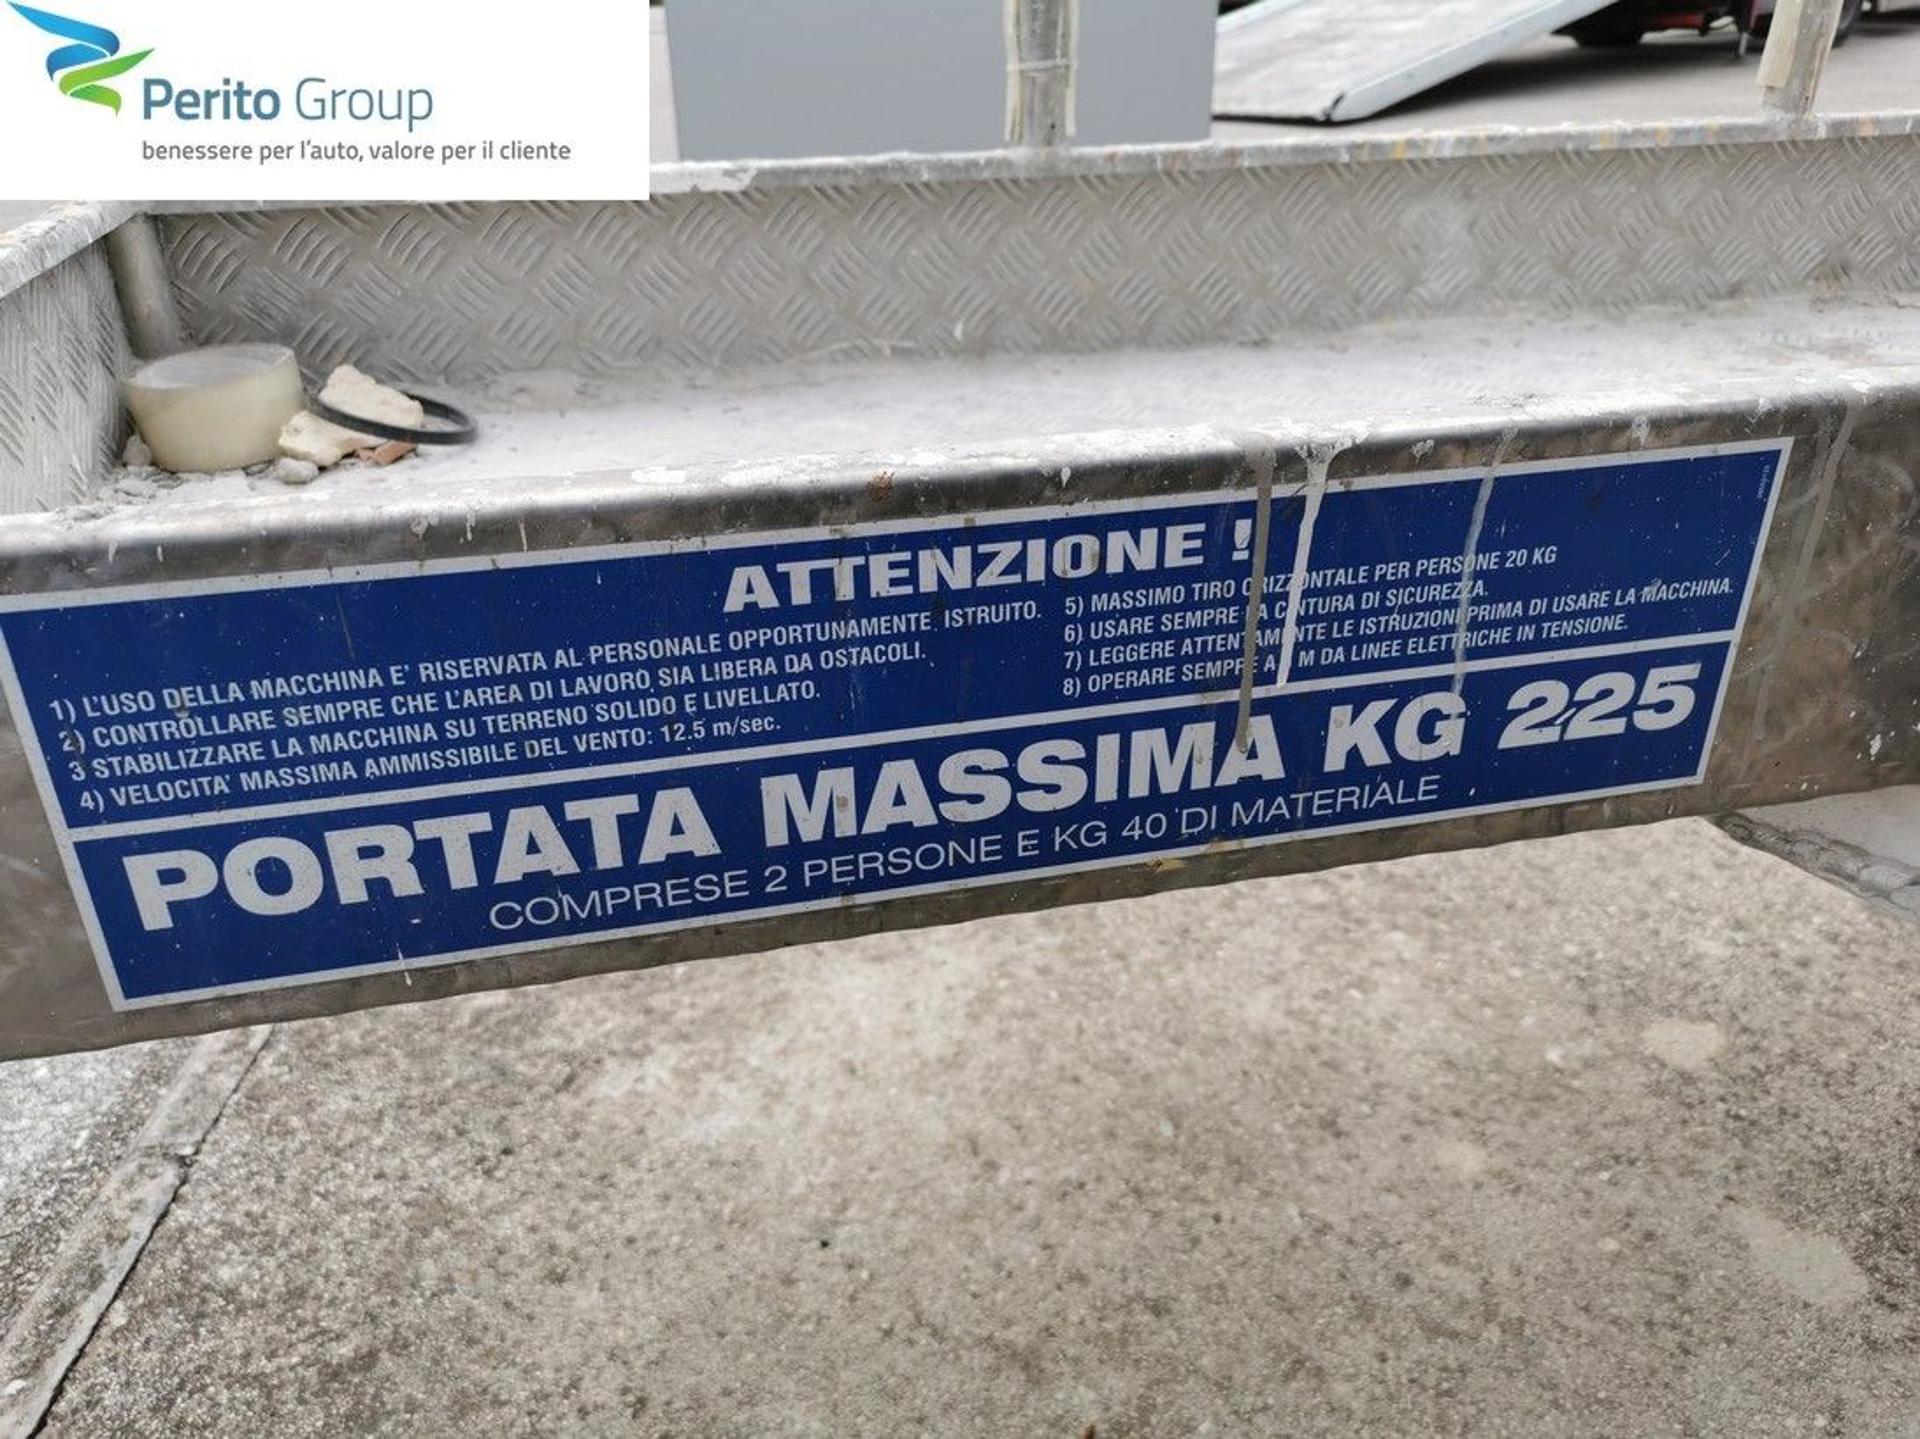 Perito Group
benessere per l'auto, valore per il cliente
ATTENZIONE !
1) L'USO DELLA MACCHINA E' RISERVATA AL PERSONALE OPPORTUNAMENTE ISTRUITO.
2) CONTROLLARE SEMPRE CHE L'AREA DI LAVORO SIA LIBERA DA OSTACOLI.
3 STABILIZZARE LA MACCHINA SU TERRENO SOLIDO E LIVELLATO.
4) VELOCITA' MASSIMA AMMISSIBILE DEL VENTO: 12.5 m/sec.
5) MASSIMO TIRO ORIZZONTALE PER PERSONE 20 KG
6) USARE SEMPRE LA CINTURA DI SICUREZZA.
7) LEGGERE ATTENTAMENTE LE ISTRUZIONI PRIMA DI USARE LA MACCHINA.
8) OPERARE SEMPRE A M DA LINEE ELETTRICHE IN TENSIONE.
PORTATA MASSIMA KG 225
COMPRESE 2 PERSONE E KG 40 DI MATERIALE